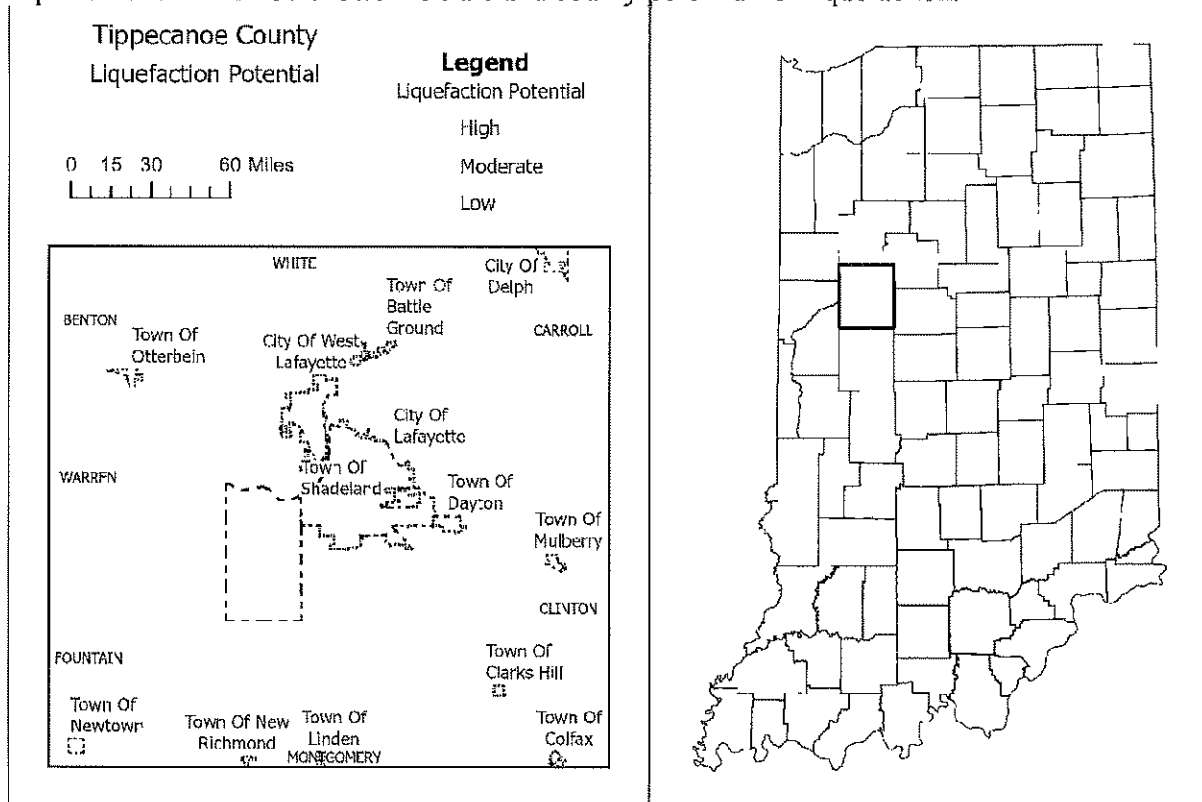 Tippecanoe County
Liquefaction Potential
Legend
Liquefaction Potential
High
Moderate
Low
0 15 30 60 Miles
WHITE
City Of
Delph
Town Of
Battle
Ground
BENTON
Town Of
Otterbein
City Of West
Lafayette
CARROLL
City Of
Lafayette
WARREN
Town Of
Shadeland
Town Of
Dayton
Town Of
Mulberry
CLINTON
FOUNTAIN
Town Of
Clarks Hill
Town Of
Newtown
Town Of New
Richmond
Town Of
Linden
MONTGOMERY
Town Of
Colfax